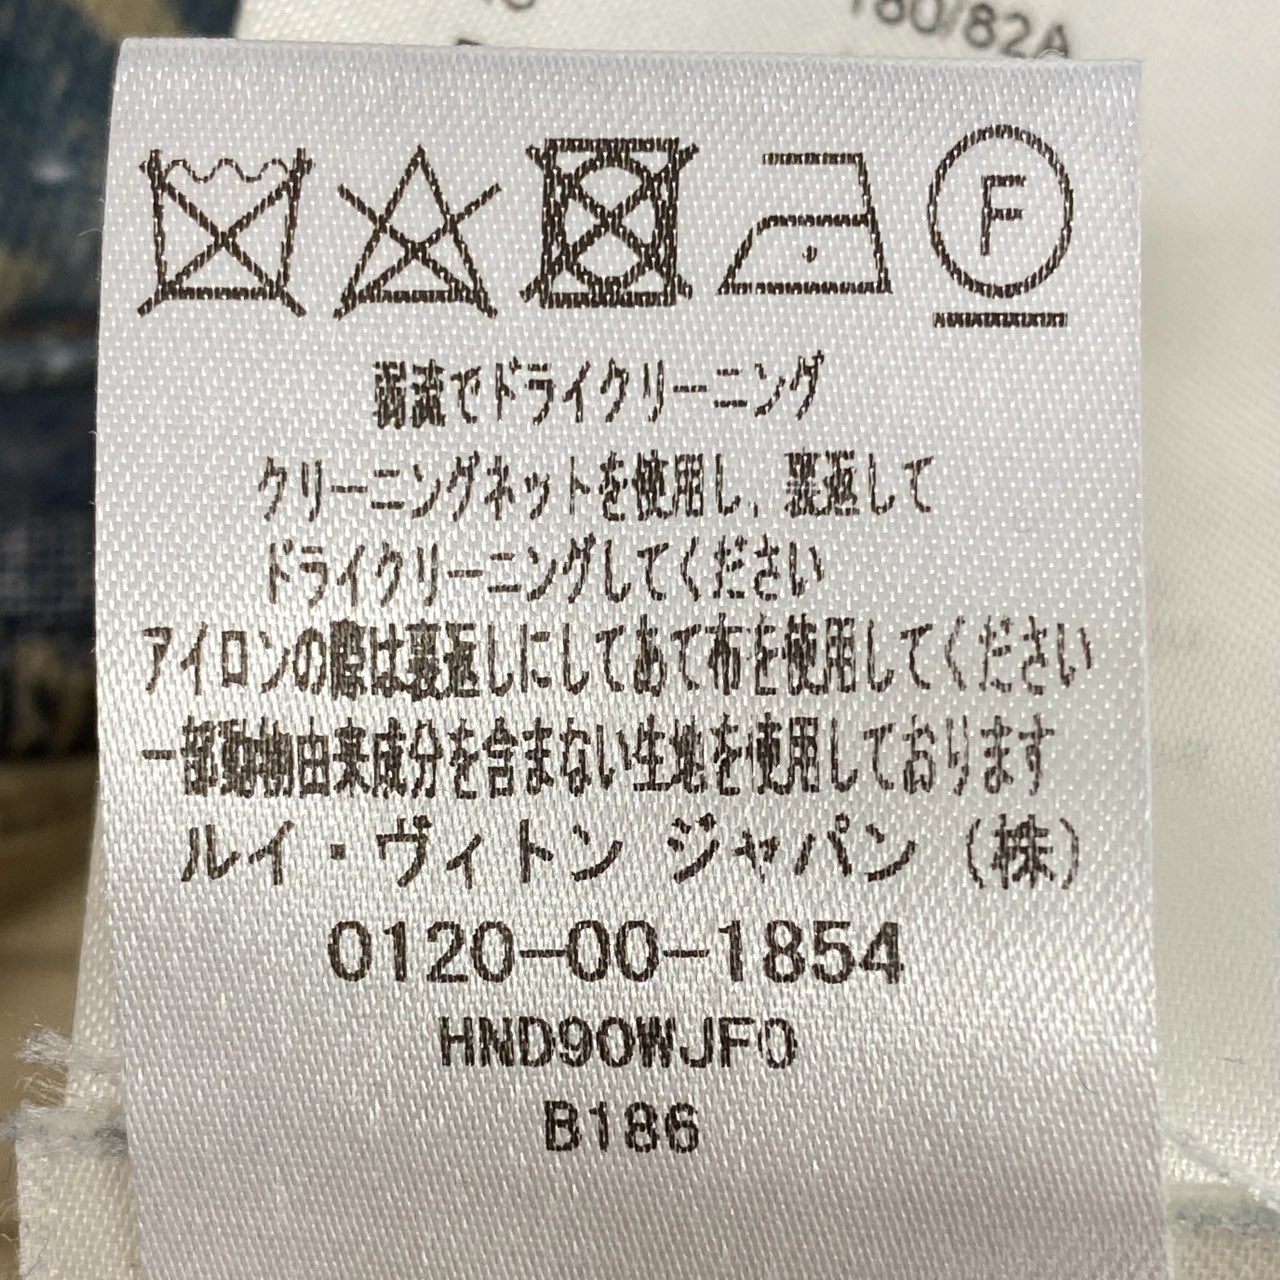 180/82A
F
弱流でドライクリーニング
クリーニングネットを使用し、裏返して
ドライクリーニングしてください
アイロンの際は裏返しにしてあて布を使用してください
一部動物由来成分を含まない生地を使用しております
ルイ・ヴィトン ジャパン (株)
0120-00-1854
HND90WJF0
B186